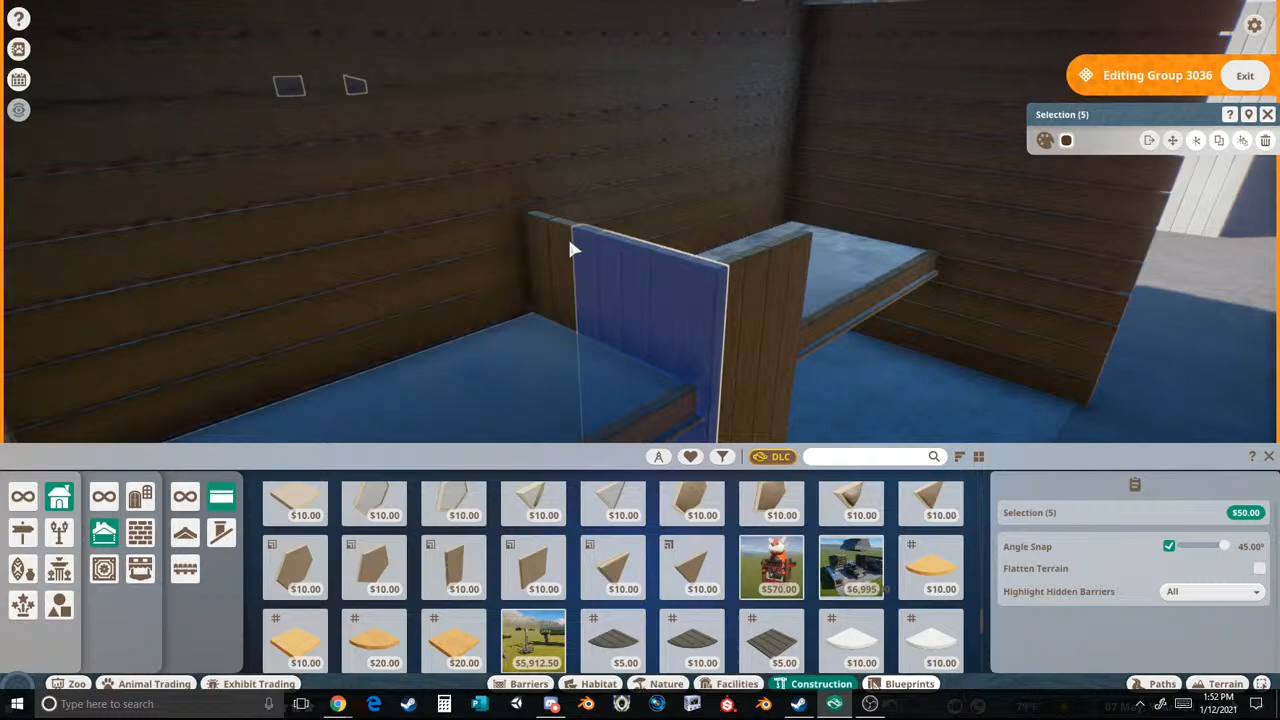 Editing Group 3036
Exit
Selection (5)
DLC
$10.00 $10.00 $10.00 $10.00 $10.00 $10.00 $10.00 $10.00 $10.00
$10.00 $10.00 $10.00 $10.00 $10.00 $10.00 $570.00 $6,995.00 $10.00
$10.00 $10.00 $20.00 $20.00 $5,912.50 $5.00 $10.00 $5.00 $10.00 $10.00
Selection (5) $50.00
Angle Snap 45.00°
Flatten Terrain
Highlight Hidden Barriers All
Zoo Animal Trading Exhibit Trading Barriers Habitat Nature Facilities Construction Blueprints Paths Terrain
Type here to search
1:52 PM
1/12/2021